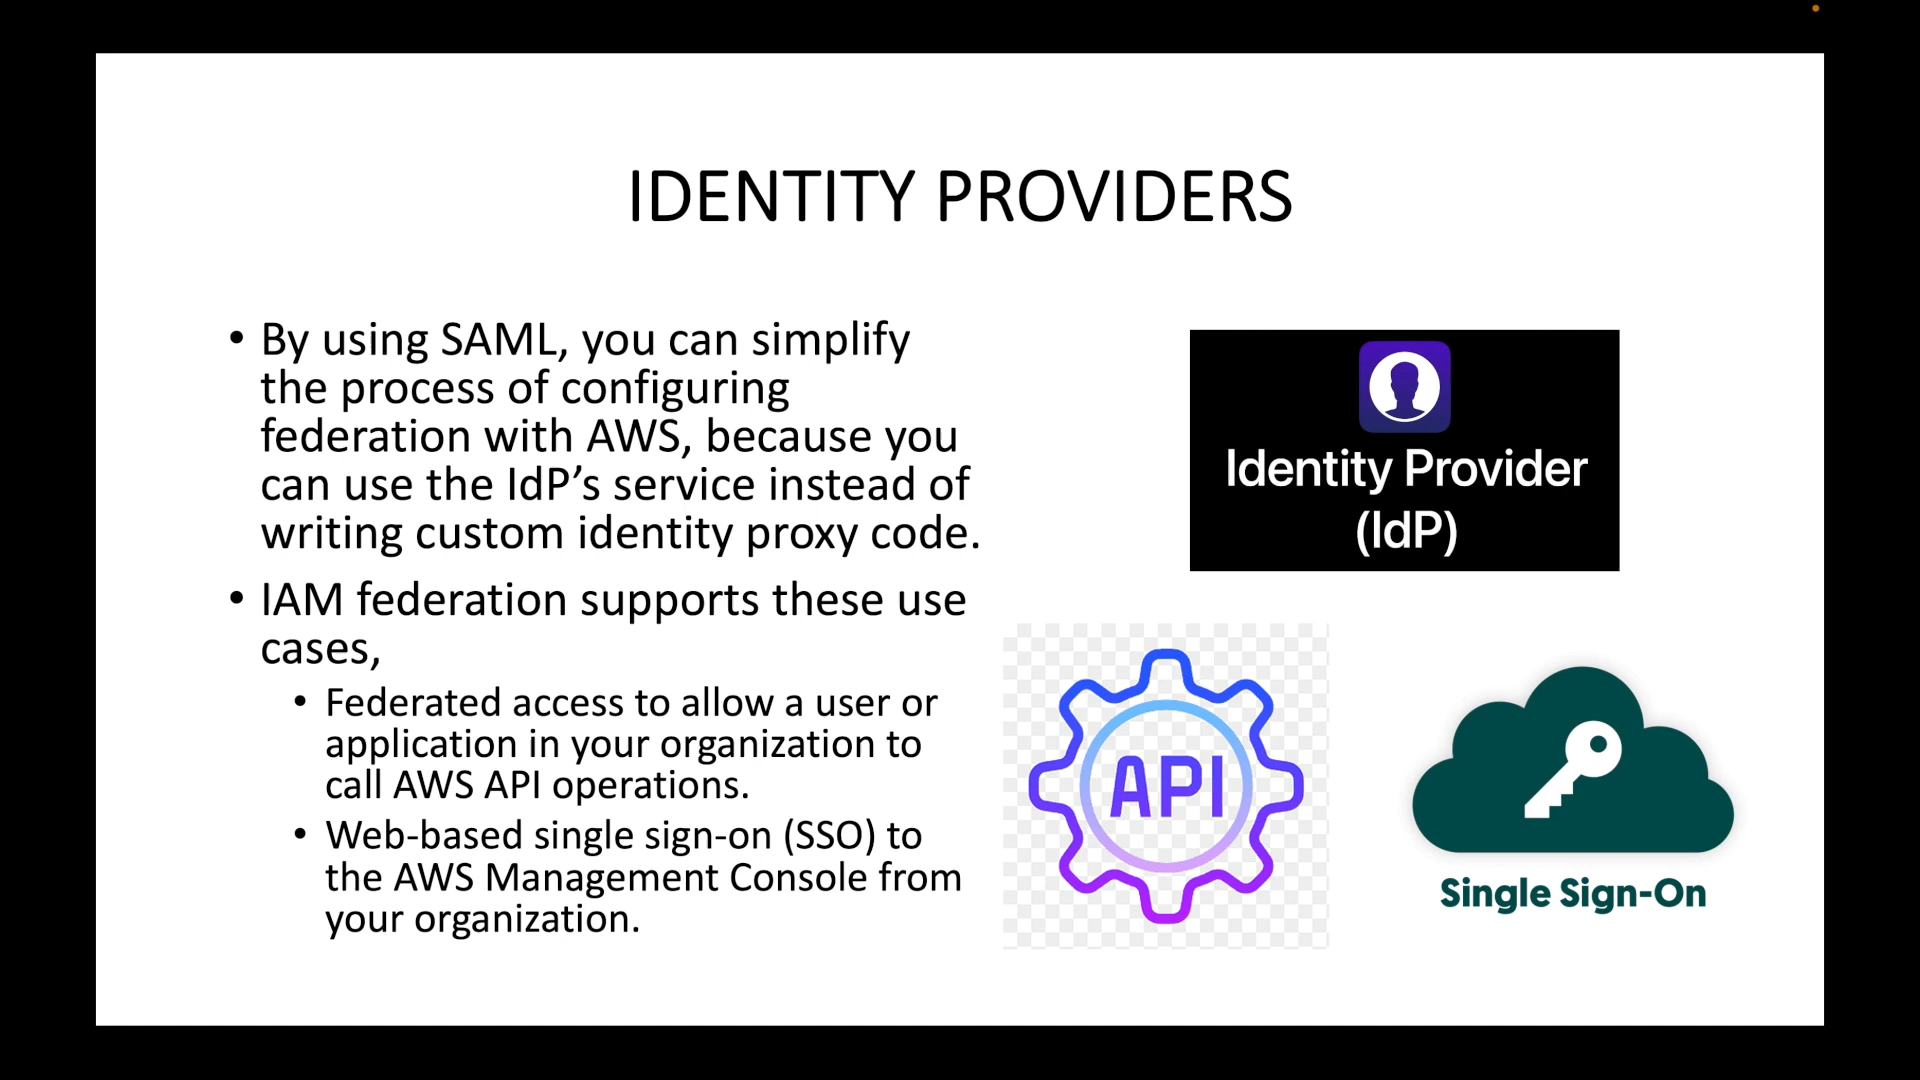 IDENTITY PROVIDERS
• By using SAML, you can simplify
the process of configuring
federation with AWS, because you
can use the IdP’s service instead of
writing custom identity proxy code.
• IAM federation supports these use
cases,
• Federated access to allow a user or
application in your organization to
call AWS API operations.
• Web-based single sign-on (SSO) to
the AWS Management Console from
your organization.
Identity Provider
(IdP)
API
Single Sign-On